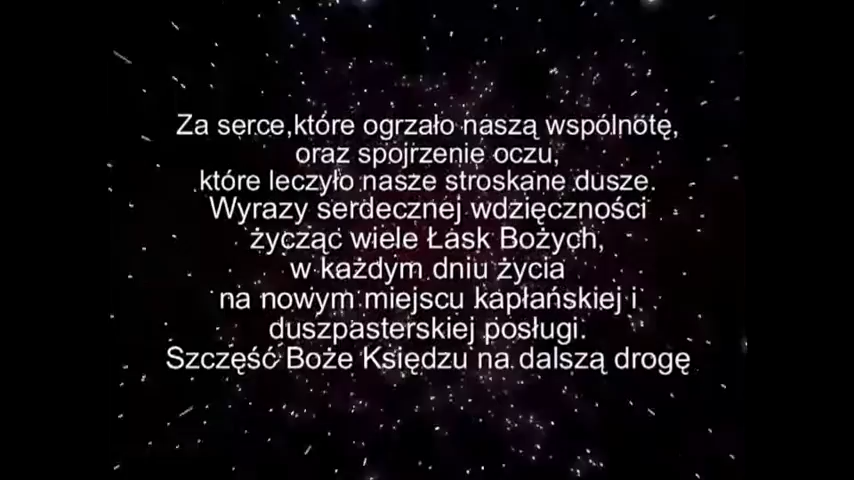 Za serce,które ogrzało naszą wspólnotę,
oraz spojrzenie oczu,
które leczyło nasze stroskane dusze.
Wyrazy serdecznej wdzięczności
życząc wiele Łask Bożych,
w każdym dniu życia
na nowym miejscu kapłańskiej i
duszpasterskiej posługi.
Szczęść Boże Księdzu na dalszą drogę